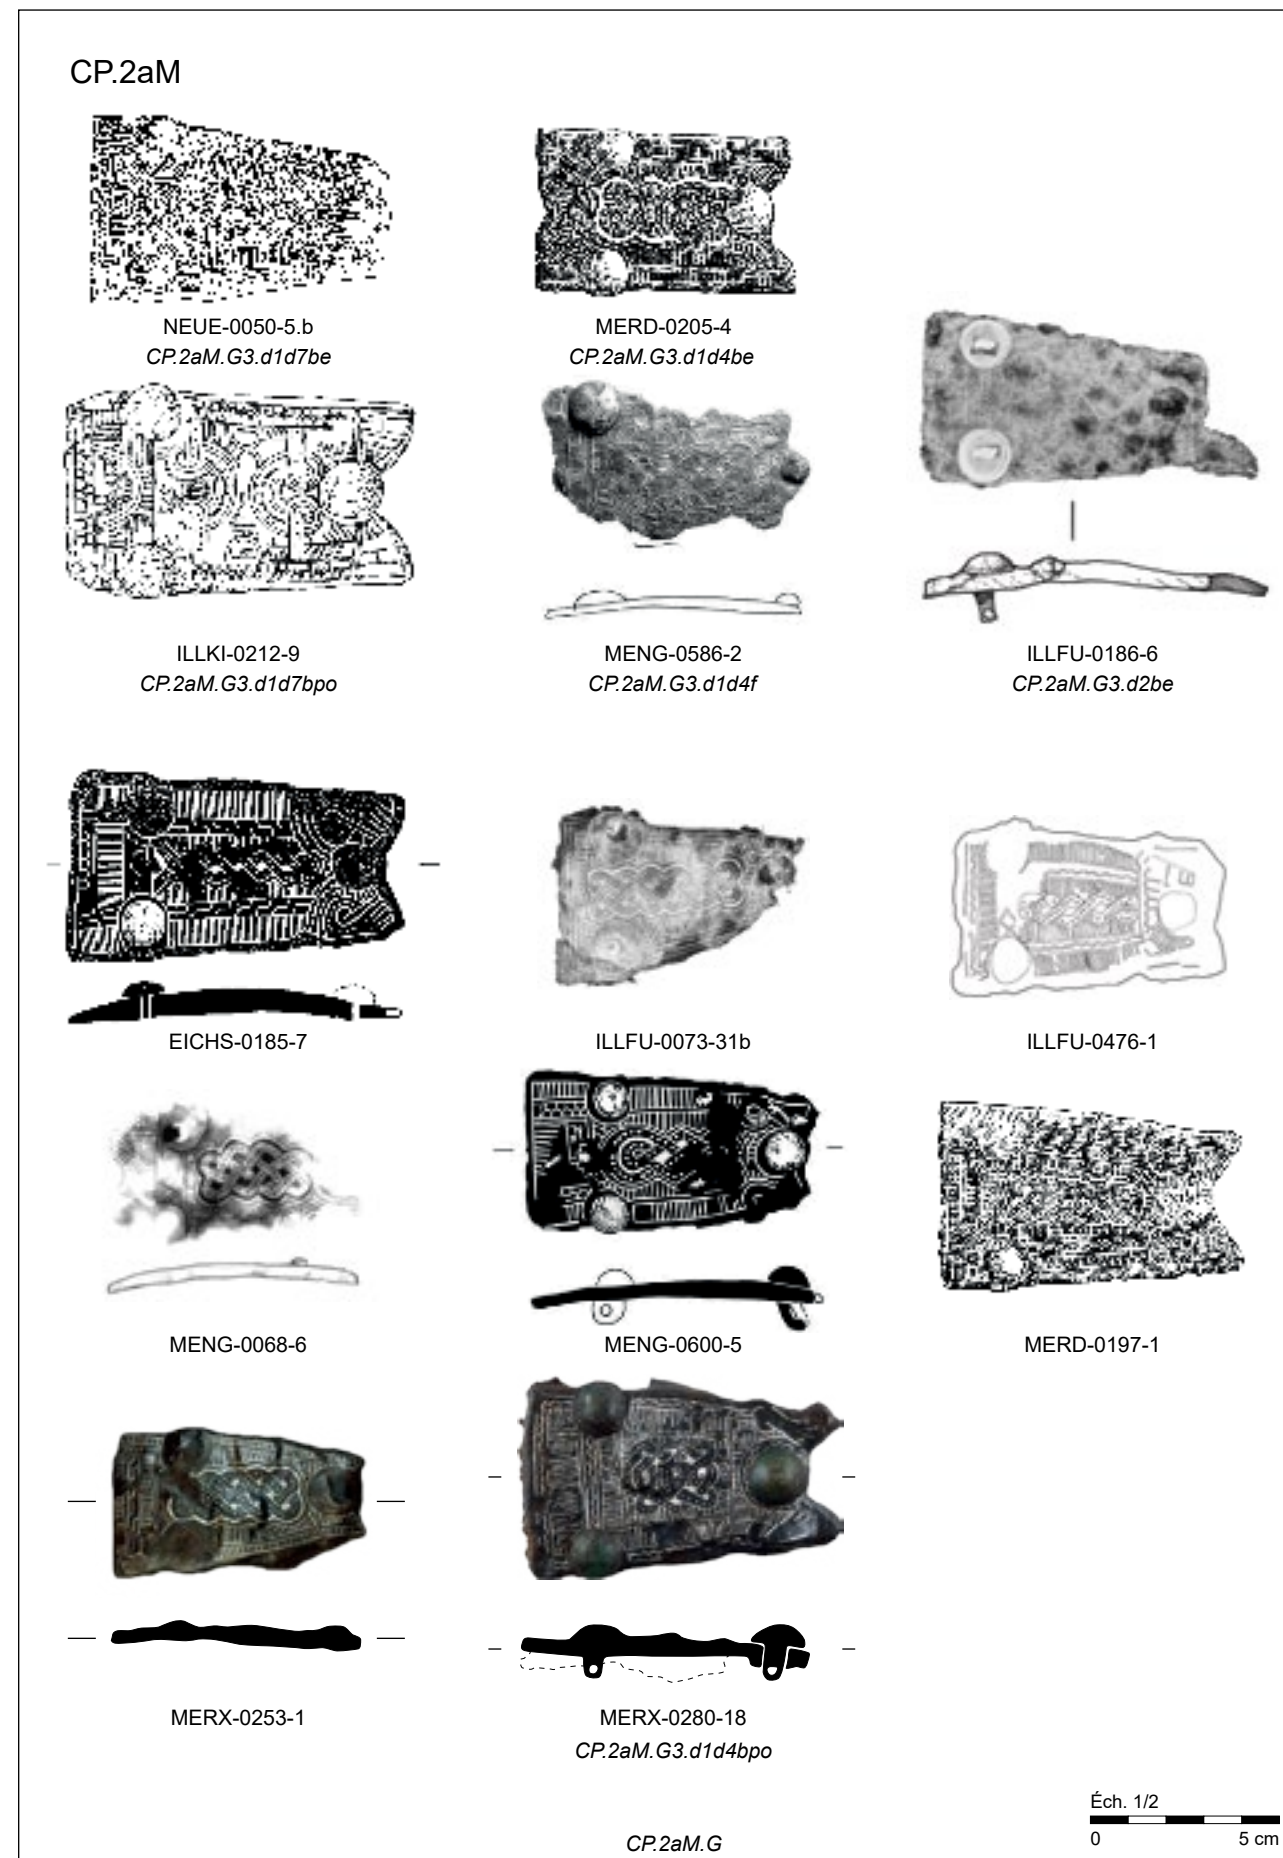 CP.2aM
NEUE-0050-5.b
CP.2aM.G3.d1d7be
MERD-0205-4
CP.2aM.G3.d1d4be
ILLKI-0212-9
CP.2aM.G3.d1d7bpo
MENG-0586-2
CP.2aM.G3.d1d4f
ILLFU-0186-6
CP.2aM.G3.d2be
EICHS-0185-7
ILLFU-0073-31b
ILLFU-0476-1
MENG-0068-6
MENG-0600-5
MERD-0197-1
MERX-0253-1
MERX-0280-18
CP.2aM.G3.d1d4bpo
Éch. 1/2
0 5 cm
CP.2aM.G